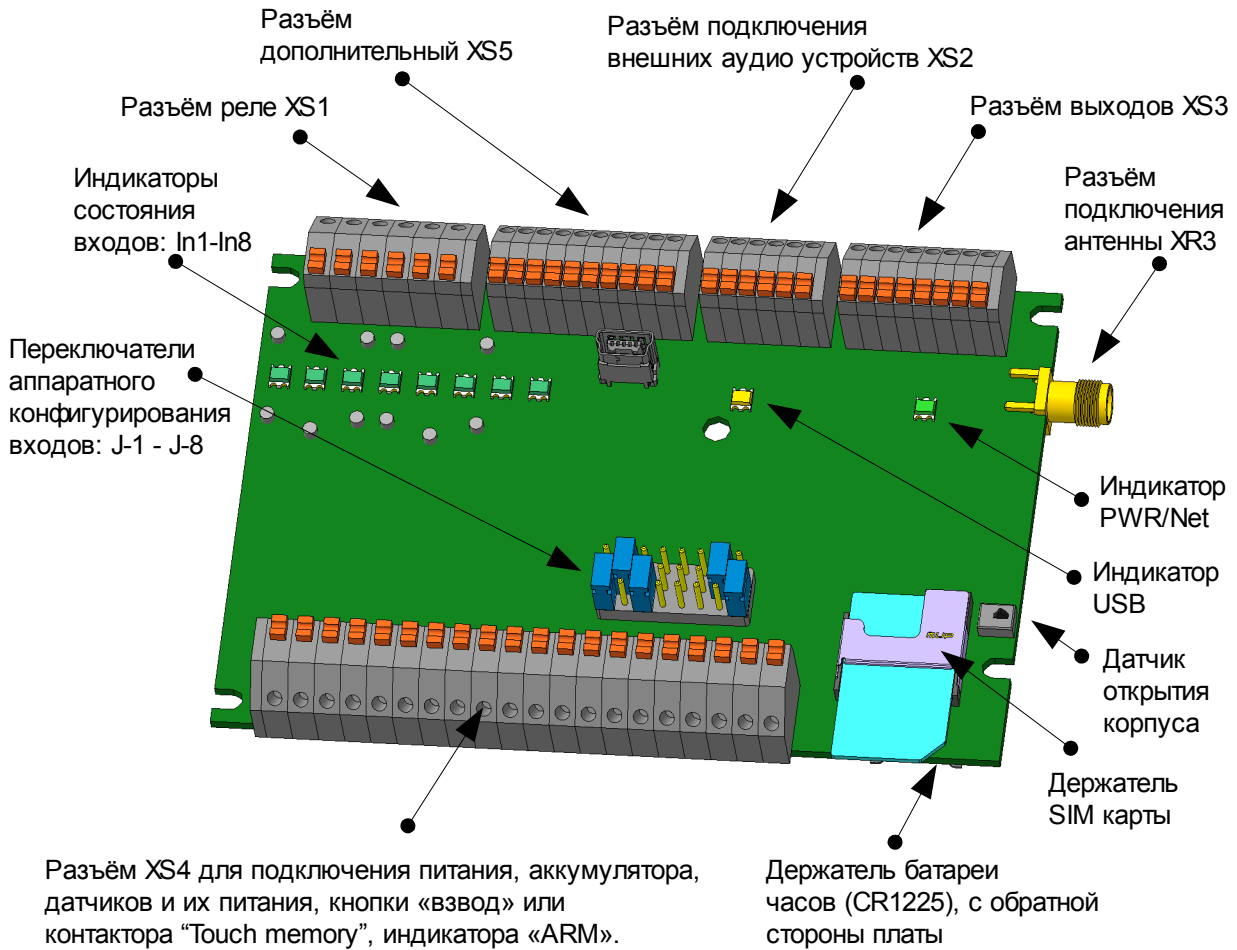 Разъём
дополнительный XS5
Разъём подключения
внешних аудио устройств XS2
Разъём реле XS1
Разъём выходов XS3
Индикаторы
состояния
входов: In1-In8
Разъём
подключения
антенны XR3
Переключатели
аппаратного
конфигурирования
входов: J-1 - J-8
Индикатор
PWR/Net
Индикатор
USB
Датчик
открытия
корпуса
Держатель
SIM карты
Разъём XS4 для подключения питания, аккумулятора,
датчиков и их питания, кнопки «взвод» или
контактора “Touch memory”, индикатора «ARM».
Держатель батареи
часов (CR1225), с обратной
стороны платы